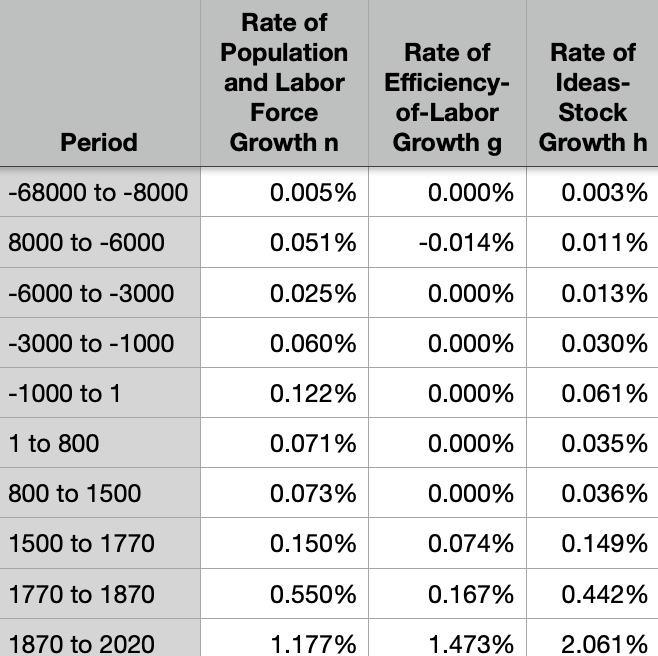 Period | Rate of Population and Labor Force Growth n | Rate of Efficiency-of-Labor Growth g | Rate of Ideas-Stock Growth h
-68000 to -8000 | 0.005% | 0.000% | 0.003%
8000 to -6000 | 0.051% | -0.014% | 0.011%
-6000 to -3000 | 0.025% | 0.000% | 0.013%
-3000 to -1000 | 0.060% | 0.000% | 0.030%
-1000 to 1 | 0.122% | 0.000% | 0.061%
1 to 800 | 0.071% | 0.000% | 0.035%
800 to 1500 | 0.073% | 0.000% | 0.036%
1500 to 1770 | 0.150% | 0.074% | 0.149%
1770 to 1870 | 0.550% | 0.167% | 0.442%
1870 to 2020 | 1.177% | 1.473% | 2.061%